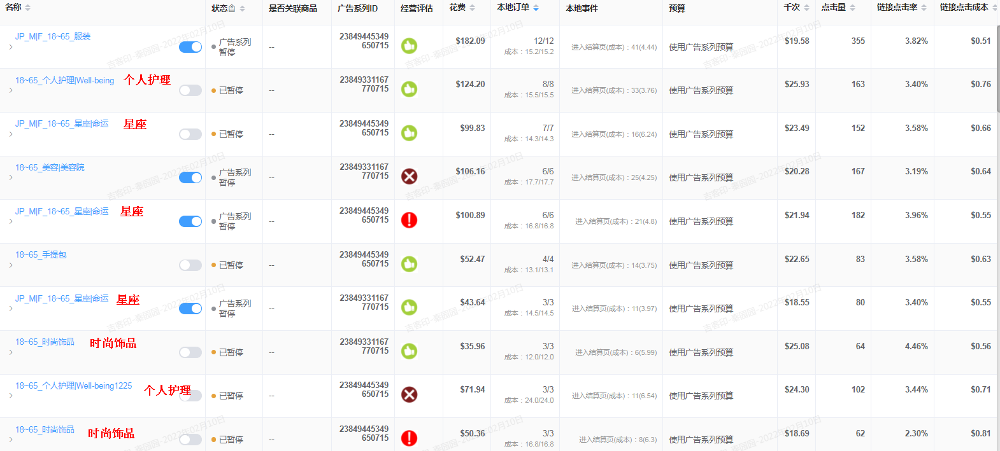 名称 状态 是否关联商品 广告系列ID 经营评估 花费 本地订单 本地事件 预算 千次 点击量 链接点击率 链接点击成本
JP_M|F_18~65_服装 广告系列暂停 -- 23849445349650715 $182.09 12/12 成本：15.2/15.2 进入结算页(成本)：41(4.44) 使用广告系列预算 $19.58 355 3.82% $0.51
18~65_个人护理|Well-being 个人护理 已暂停 -- 23849331167770715 $124.20 8/8 成本：15.5/15.5 进入结算页(成本)：33(3.76) 使用广告系列预算 $25.93 163 3.40% $0.76
JP_M|F_18~65_星座|命运 星座 已暂停 -- 23849445349650715 $99.83 7/7 成本：14.3/14.3 进入结算页(成本)：16(6.24) 使用广告系列预算 $23.49 152 3.58% $0.66
18~65_美容|美容院 广告系列暂停 -- 23849331167770715 $106.16 6/6 成本：17.7/17.7 进入结算页(成本)：25(4.25) 使用广告系列预算 $20.28 167 3.19% $0.64
JP_M|F_18~65_星座|命运 星座 广告系列暂停 -- 23849445349650715 $100.89 6/6 成本：16.8/16.8 进入结算页(成本)：21(4.8) 使用广告系列预算 $21.94 182 3.96% $0.55
18~65_手提包 已暂停 -- 23849445349650715 $52.47 4/4 成本：13.1/13.1 进入结算页(成本)：14(3.75) 使用广告系列预算 $22.65 83 3.58% $0.63
JP_M|F_18~65_星座|命运 星座 广告系列暂停 -- 23849331167770715 $43.64 3/3 成本：14.5/14.5 进入结算页(成本)：11(3.97) 使用广告系列预算 $18.55 80 3.40% $0.55
18~65_时尚饰品 时尚饰品 已暂停 -- 23849331167770715 $35.96 3/3 成本：12.0/12.0 进入结算页(成本)：6(5.99) 使用广告系列预算 $25.08 64 4.46% $0.56
18~65_个人护理|Well-being1225 个人护理 已暂停 -- 23849445349650715 $71.94 3/3 成本：24.0/24.0 进入结算页(成本)：11(6.54) 使用广告系列预算 $24.30 102 3.44% $0.71
18~65_时尚饰品 时尚饰品 已暂停 -- 23849445349650715 $50.36 3/3 成本：16.8/16.8 进入结算页(成本)：8(6.3) 使用广告系列预算 $18.69 62 2.30% $0.81
吉客印-秦园园-2022年02月10日